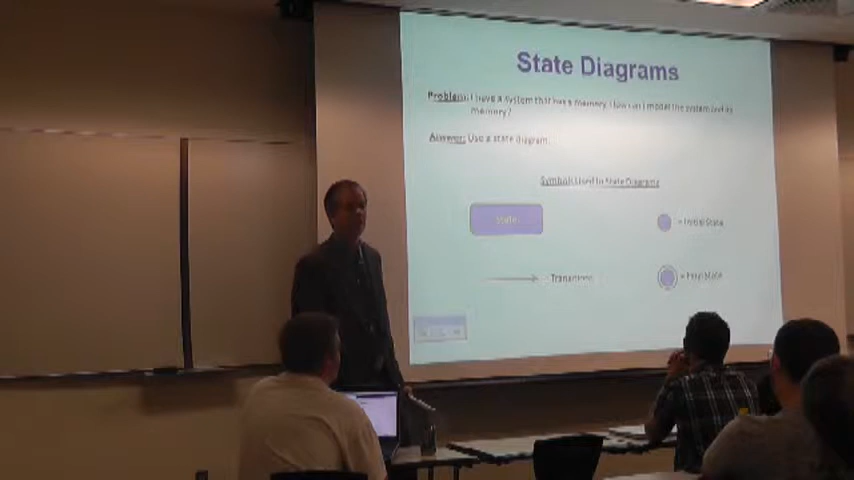 State Diagrams
Problem: I have a system that has a memory. How can I model the system and its
memory?
Answer: Use a state diagram.
Symbols Used in State Diagrams
State
= Initial State
= Transitions
= Final State